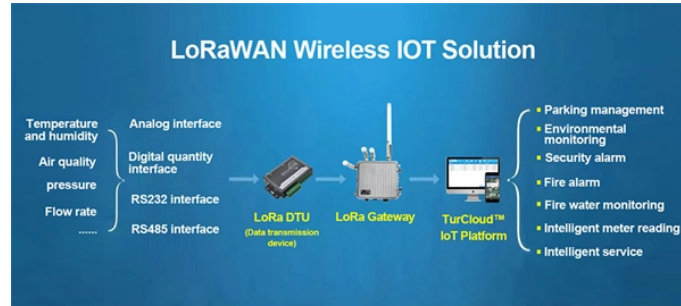 LoRaWAN Wireless IOT Solution
Temperature
and humidity
Air quality
pressure
Flow rate
......
Analog interface
Digital quantity
interface
RS232 interface
RS485 interface
LoRa DTU
(Data transmission
device)
LoRa Gateway
TurCloud™
IoT Platform
Parking management
Environmental
monitoring
Security alarm
Fire alarm
Fire water monitoring
Intelligent meter reading
Intelligent service